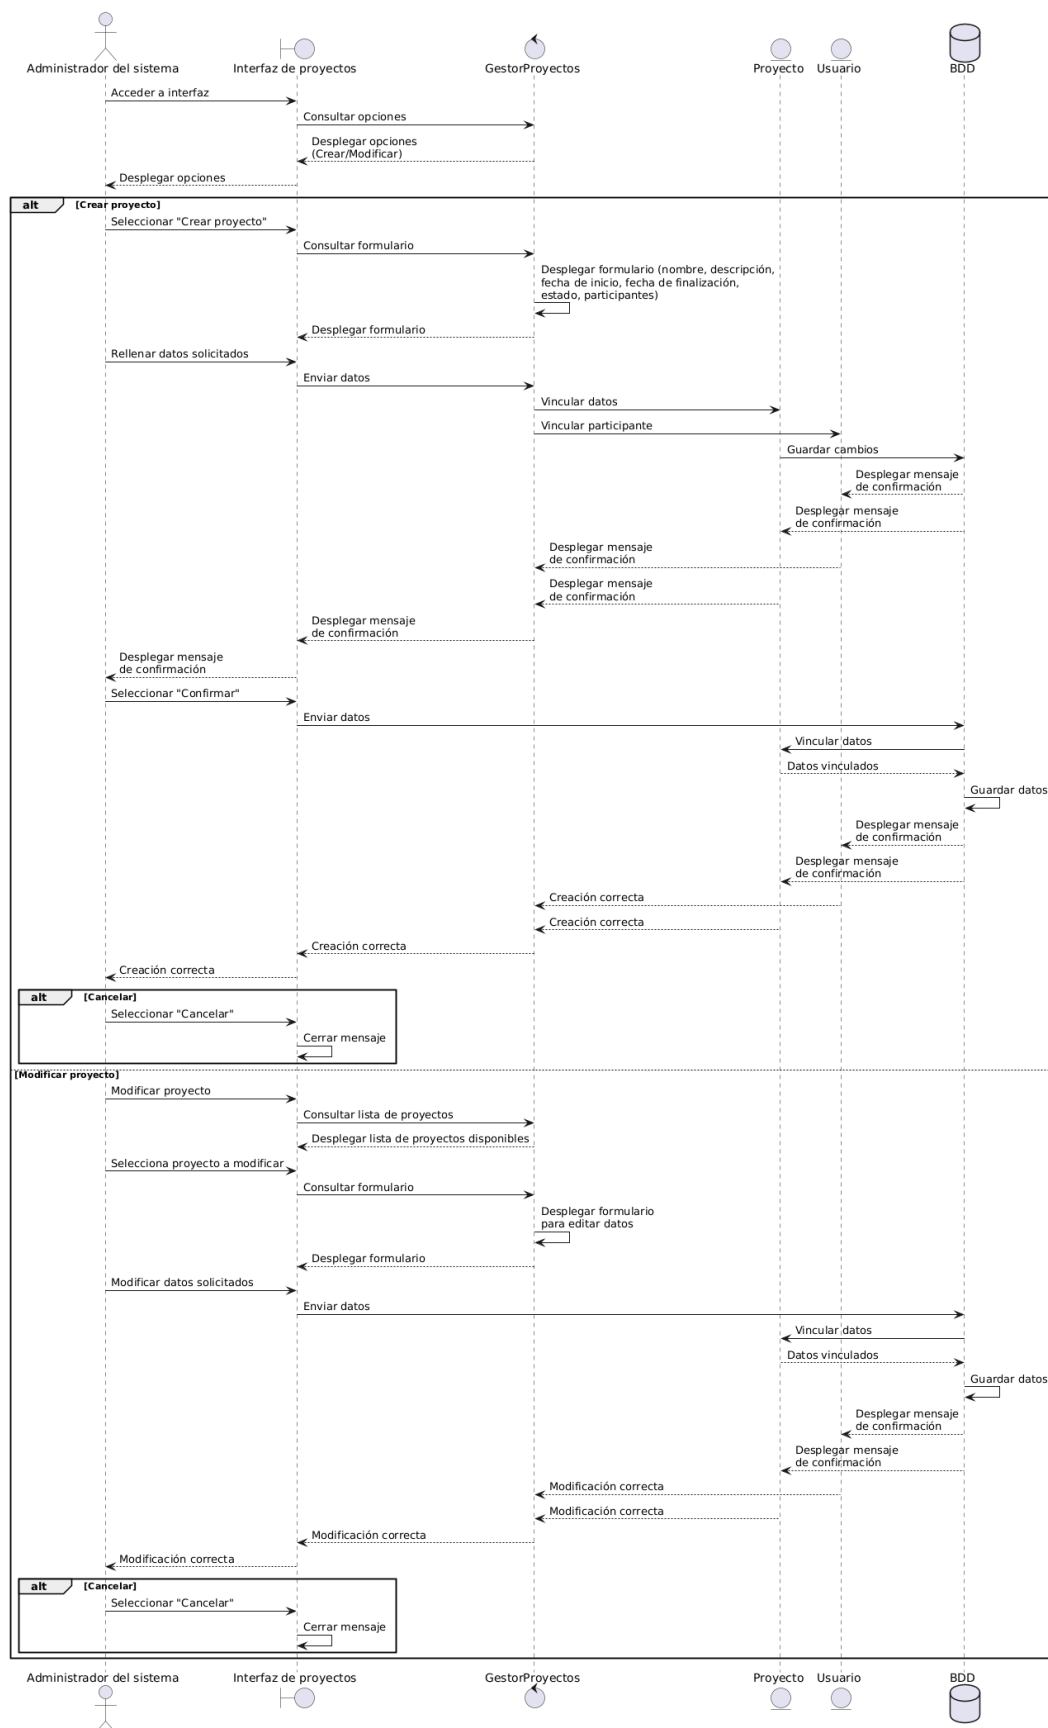 Administrador del sistema
Interfaz de proyectos
GestorProyectos
Proyecto
Usuario
BDD
Acceder a interfaz
Consultar opciones
Desplegar opciones
(Crear/Modificar)
Desplegar opciones
alt
[Crear proyecto]
Seleccionar "Crear proyecto"
Consultar formulario
Desplegar formulario (nombre, descripción,
fecha de inicio, fecha de finalización,
estado, participantes)
Desplegar formulario
Rellenar datos solicitados
Enviar datos
Vincular datos
Vincular participante
Guardar cambios
Desplegar mensaje
de confirmación
Desplegar mensaje
de confirmación
Desplegar mensaje
de confirmación
Desplegar mensaje
de confirmación
Desplegar mensaje
de confirmación
Desplegar mensaje
de confirmación
Seleccionar "Confirmar"
Enviar datos
Vincular datos
Datos vinculados
Guardar datos
Desplegar mensaje
de confirmación
Desplegar mensaje
de confirmación
Creación correcta
Creación correcta
Creación correcta
Creación correcta
alt
[Cancelar]
Seleccionar "Cancelar"
Cerrar mensaje
[Modificar proyecto]
Modificar proyecto
Consultar lista de proyectos
Desplegar lista de proyectos disponibles
Selecciona proyecto a modificar
Consultar formulario
Desplegar formulario
para editar datos
Desplegar formulario
Modificar datos solicitados
Enviar datos
Vincular datos
Datos vinculados
Guardar datos
Desplegar mensaje
de confirmación
Desplegar mensaje
de confirmación
Modificación correcta
Modificación correcta
Modificación correcta
Modificación correcta
alt
[Cancelar]
Seleccionar "Cancelar"
Cerrar mensaje
Administrador del sistema
Interfaz de proyectos
GestorProyectos
Proyecto
Usuario
BDD